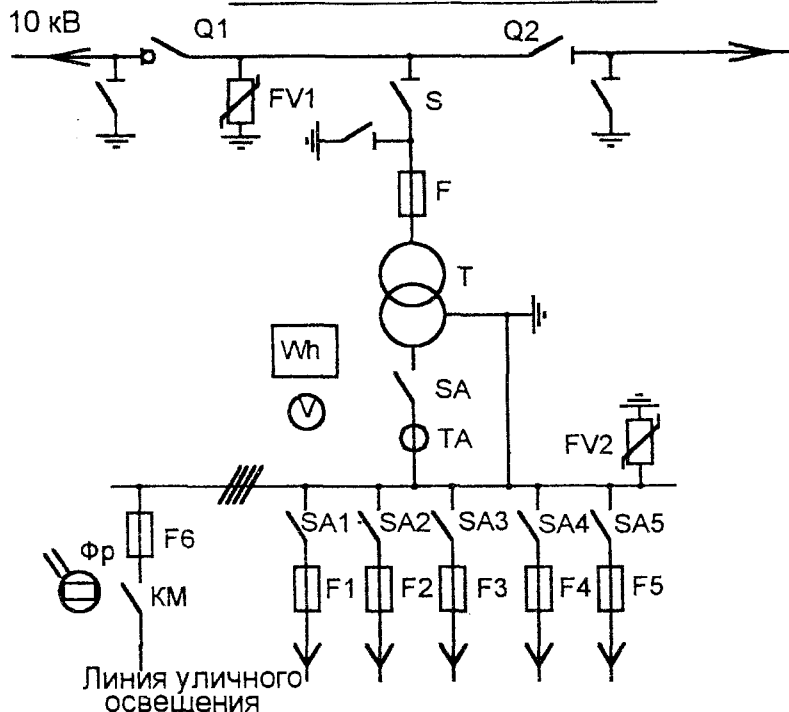 10 кВ
Q1
Q2
FV1
S
F
T
Wh
V
SA
TA
FV2
SA1
SA2
SA3
SA4
SA5
F6
Фр
КМ
F1
F2
F3
F4
F5
Линия уличного
освещения